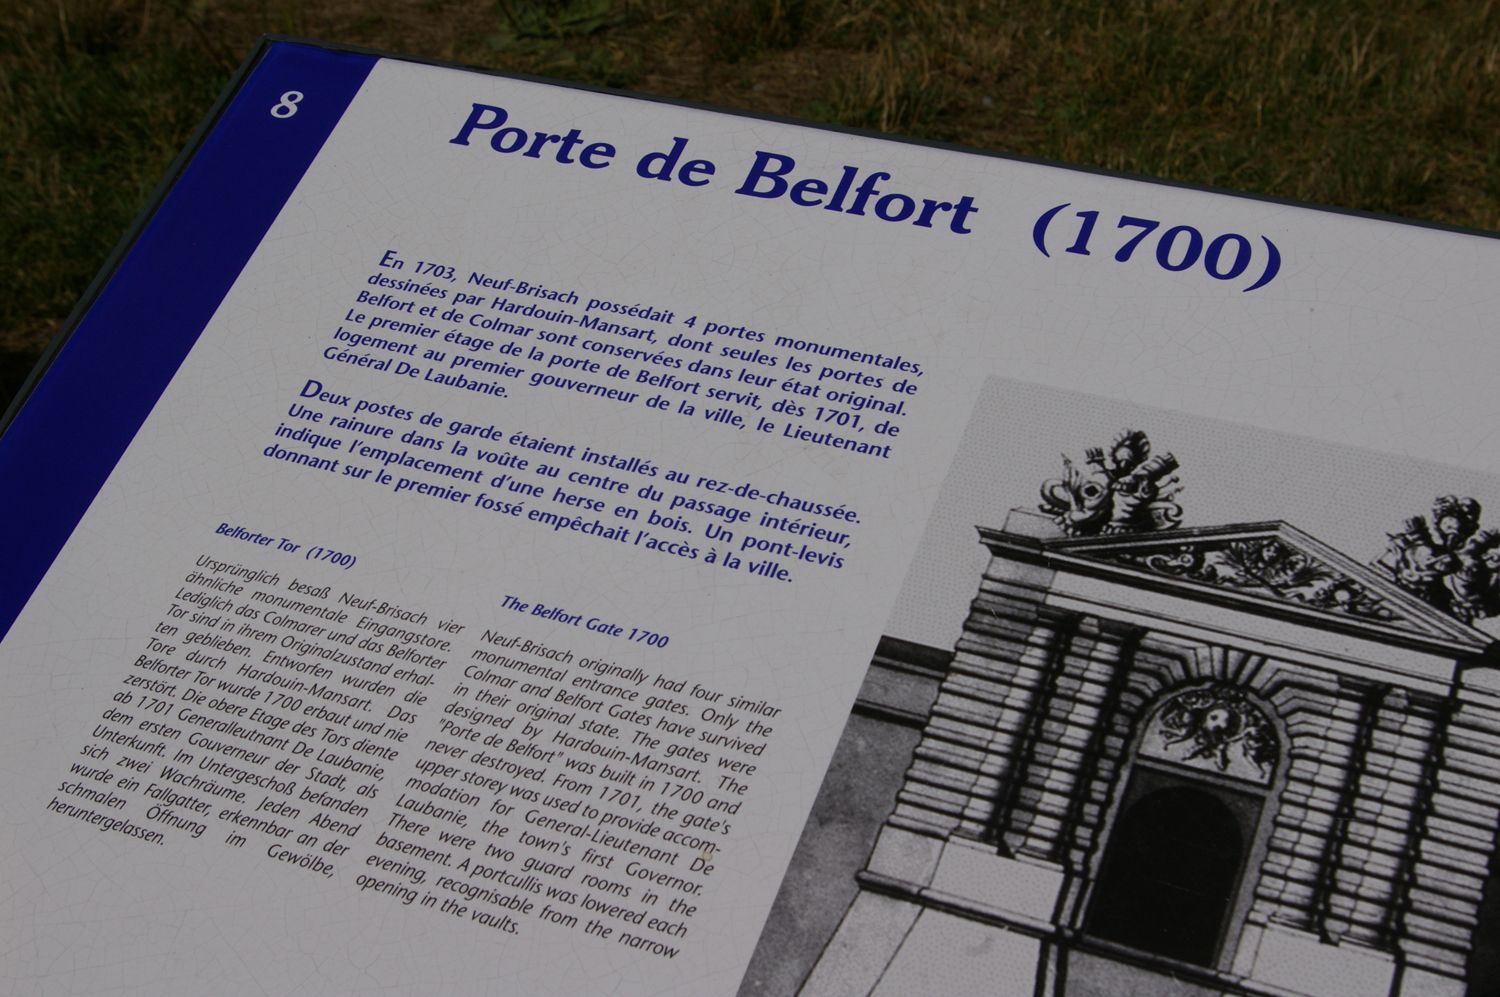 8
Porte de Belfort (1700)
En 1703, Neuf-Brisach possédait 4 portes monumentales,
dessinées par Hardouin-Mansart, dont seules les portes de
Belfort et de Colmar sont conservées dans leur état original.
Le premier étage de la porte de Belfort servit, dès 1701, de
logement au premier gouverneur de la ville, le Lieutenant
Général De Laubanie.
Deux postes de garde étaient installés au rez-de-chaussée.
Une rainure dans la voûte au centre du passage intérieur,
indique l'emplacement d'une herse en bois. Un pont-levis
donnant sur le premier fossé empêchait l'accès à la ville.
Belforter Tor (1700)
Ursprünglich besaß Neuf-Brisach vier
ähnliche monumentale Eingangstore.
Lediglich das Colmarer und das Belforter
Tor sind in ihrem Originalzustand erhal-
ten geblieben. Entworfen wurden die
Tore durch Hardouin-Mansart. Das
Belforter Tor wurde 1700 erbaut und nie
zerstört. Die obere Etage des Tors diente
ab 1701 Generalleutnant De Laubanie,
dem ersten Gouverneur der Stadt, als
Unterkunft. Im Untergeschoß befanden
sich zwei Wachräume. Jeden Abend
wurde ein Fallgatter, erkennbar an der
schmalen Öffnung im Gewölbe,
heruntergelassen.
The Belfort Gate 1700
Neuf-Brisach originally had four similar
monumental entrance gates. Only the
Colmar and Belfort Gates have survived
in their original state. The gates were
designed by Hardouin-Mansart. The
"Porte de Belfort" was built in 1700 and
never destroyed. From 1701, the gate's
upper storey was used to provide accom-
modation for General-Lieutenant De
Laubanie, the town's first Governor.
There were two guard rooms in the
basement. A portcullis was lowered each
evening, recognisable from the narrow
opening in the vaults.